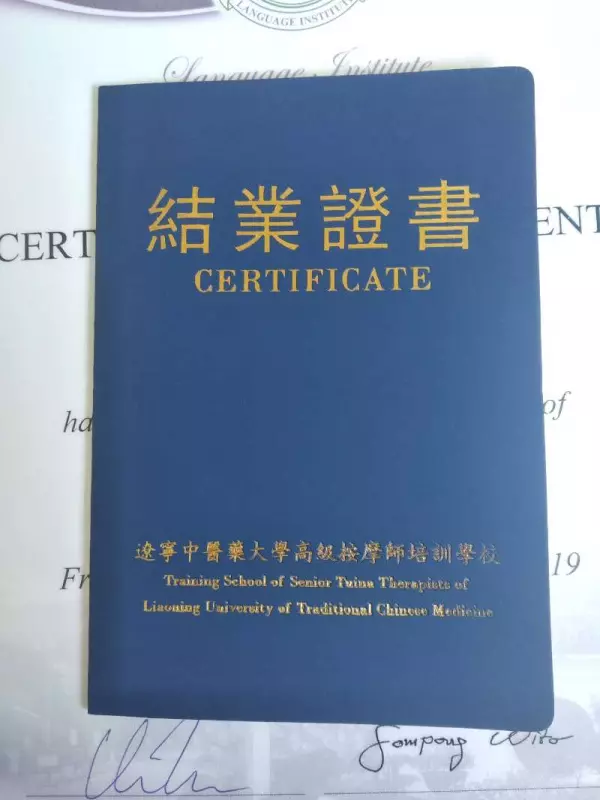 LANGUAGE INSTITUTE
Language Institute
CERT ENT
結業證書
CERTIFICATE
ha of
遼寧中醫藥大學高級按摩師培訓學校
Fr 19
Training School of Senior Tuina Therapists of
Liaoning University of Traditional Chinese Medicine
Sompong